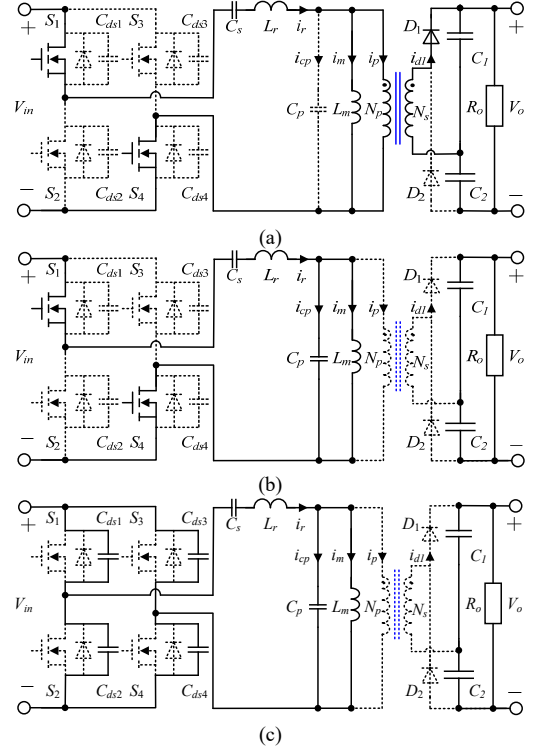 S1 Cds1 S3 Cds3 Cs Lr ir D1
+ icp im ip id1 C1 +
Vin Cp Lm Np Ns Ro Vo
− S2 Cds2 S4 Cds4 D2 C2 −
(a)
S1 Cds1 S3 Cds3 Cs Lr ir D1
+ icp im ip id1 C1 +
Vin Cp Lm Np Ns Ro Vo
− S2 Cds2 S4 Cds4 D2 C2 −
(b)
S1 Cds1 S3 Cds3 Cs Lr ir D1
+ icp im ip id1 C1 +
Vin Cp Lm Np Ns Ro Vo
− S2 Cds2 S4 Cds4 D2 C2 −
(c)